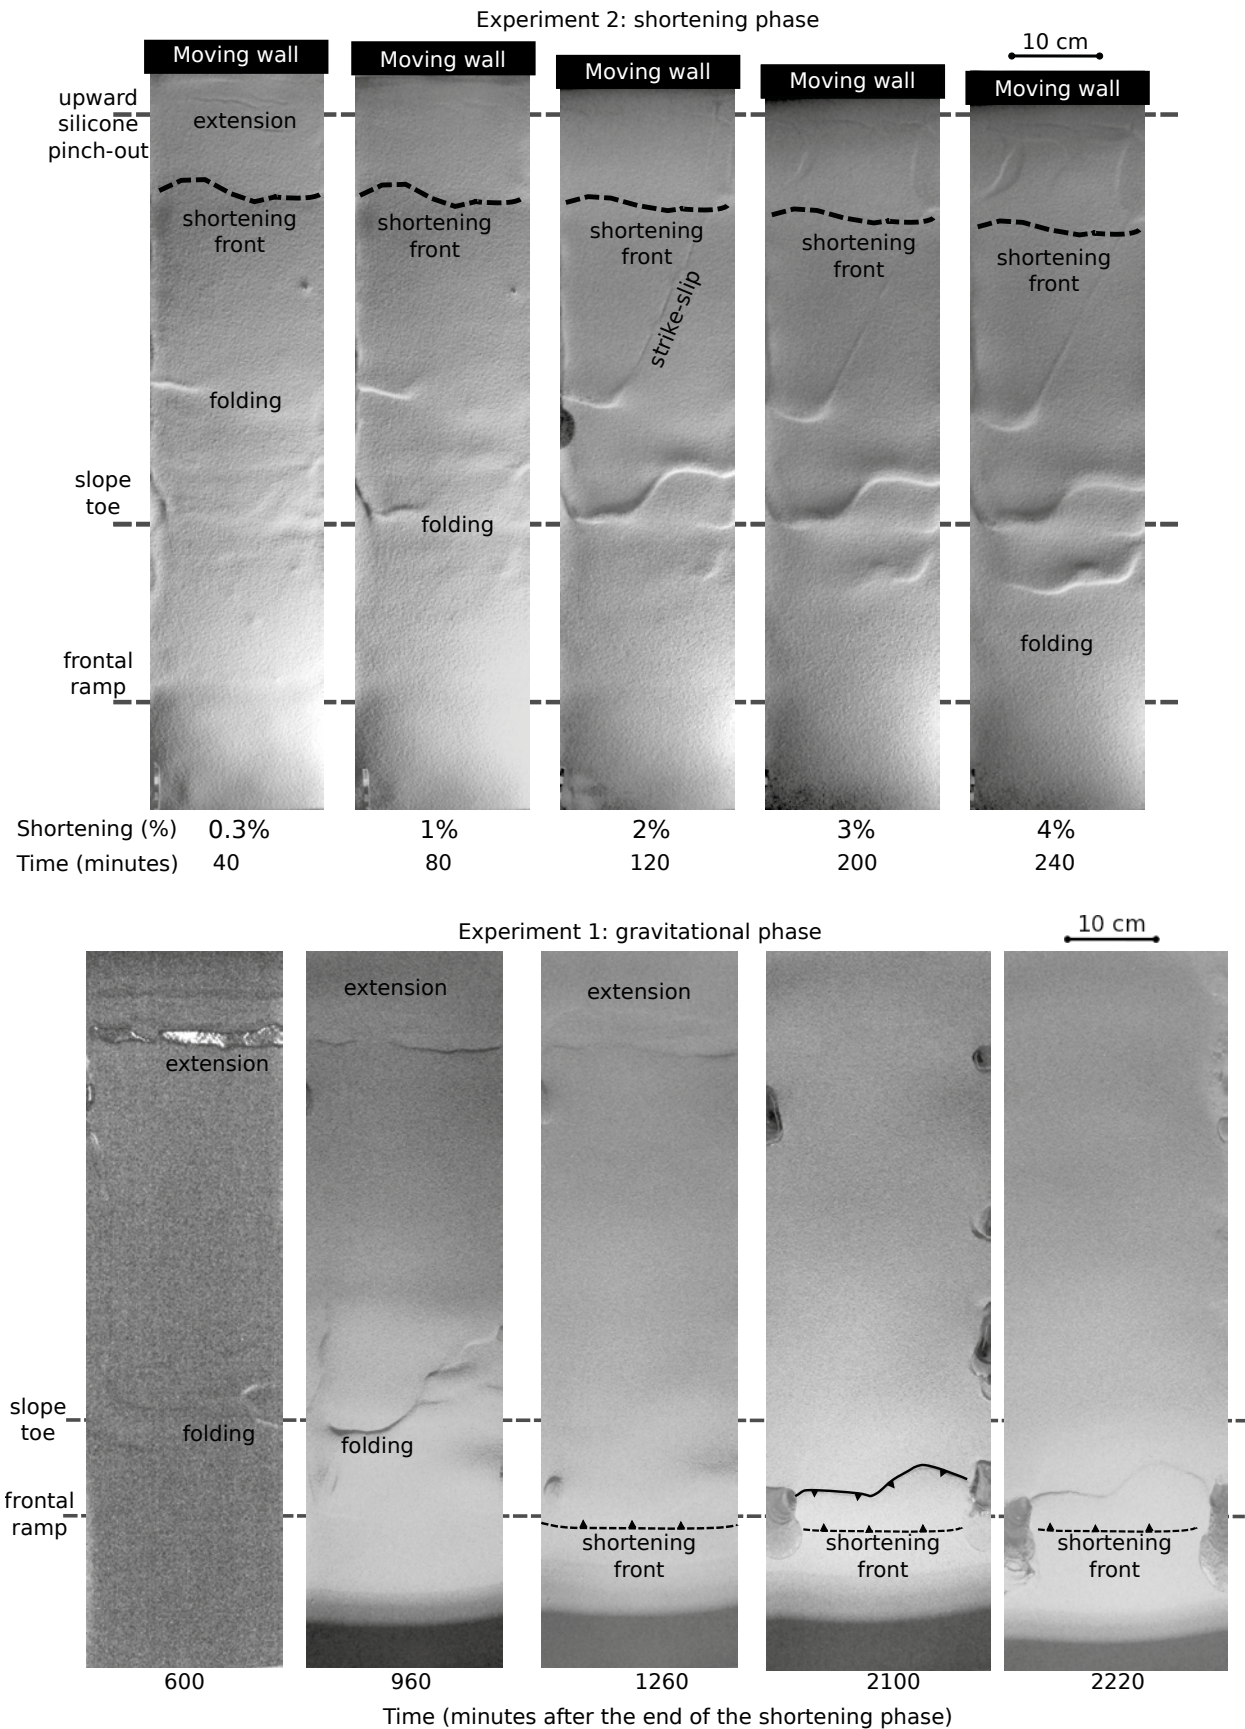 Experiment 2: shortening phase
10 cm
Moving wall
Moving wall
Moving wall
Moving wall
Moving wall
upward
silicone
pinch-out
extension
shortening
front
shortening
front
shortening
front
shortening
front
shortening
front
strike-slip
folding
slope
toe
folding
frontal
ramp
folding
Shortening (%) 0.3% 1% 2% 3% 4%
Time (minutes) 40 80 120 200 240
Experiment 1: gravitational phase
10 cm
extension
extension
extension
slope
toe
folding
folding
frontal
ramp
shortening
front
shortening
front
shortening
front
600 960 1260 2100 2220
Time (minutes after the end of the shortening phase)